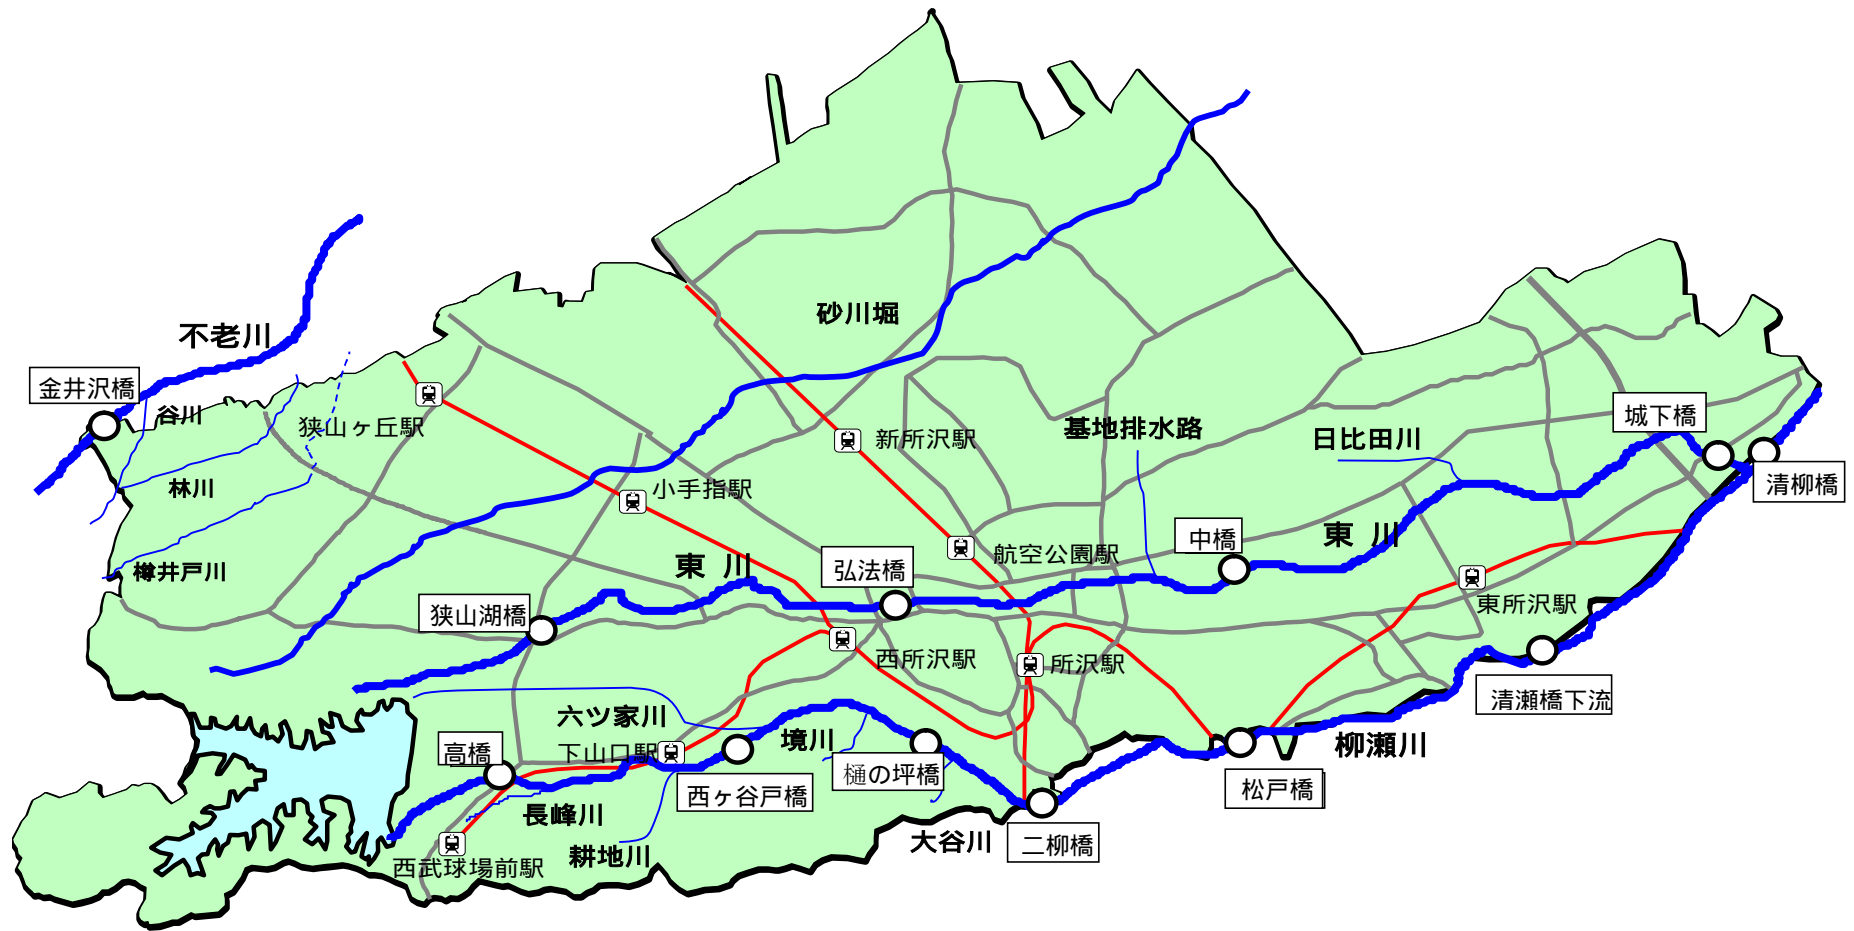 砂川堀
不老川
金井沢橋
谷川
狭山ヶ丘駅
新所沢駅
基地排水路
日比田川
城下橋
清柳橋
林川
小手指駅
中橋
東 川
航空公園駅
東 川
弘法橋
樽井戸川
狭山湖橋
東所沢駅
西所沢駅
所沢駅
清瀬橋下流
六ツ家川
境川
高橋
下山口駅
柳瀬川
樋の坪橋
西ヶ谷戸橋
松戸橋
長峰川
大谷川
二柳橋
耕地川
西武球場前駅